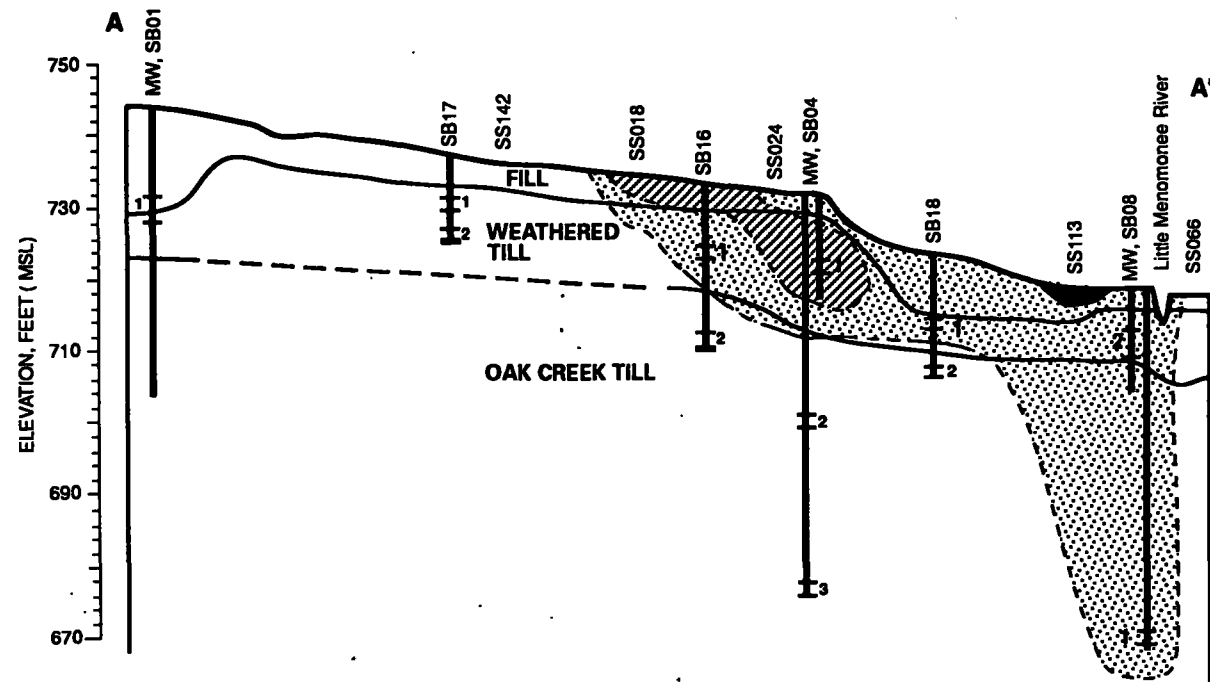 A
A'
MW, SB01
SB17
SS142
SS018
SB16
SS024
MW, SB04
SB18
SS113
MW, SB08
Little Menomonee River
SS066
ELEVATION, FEET ( MSL)
750
730
710
690
670
FILL
WEATHERED
TILL
OAK CREEK TILL
1
1
2
1
2
1
2
3
1
2
2
1